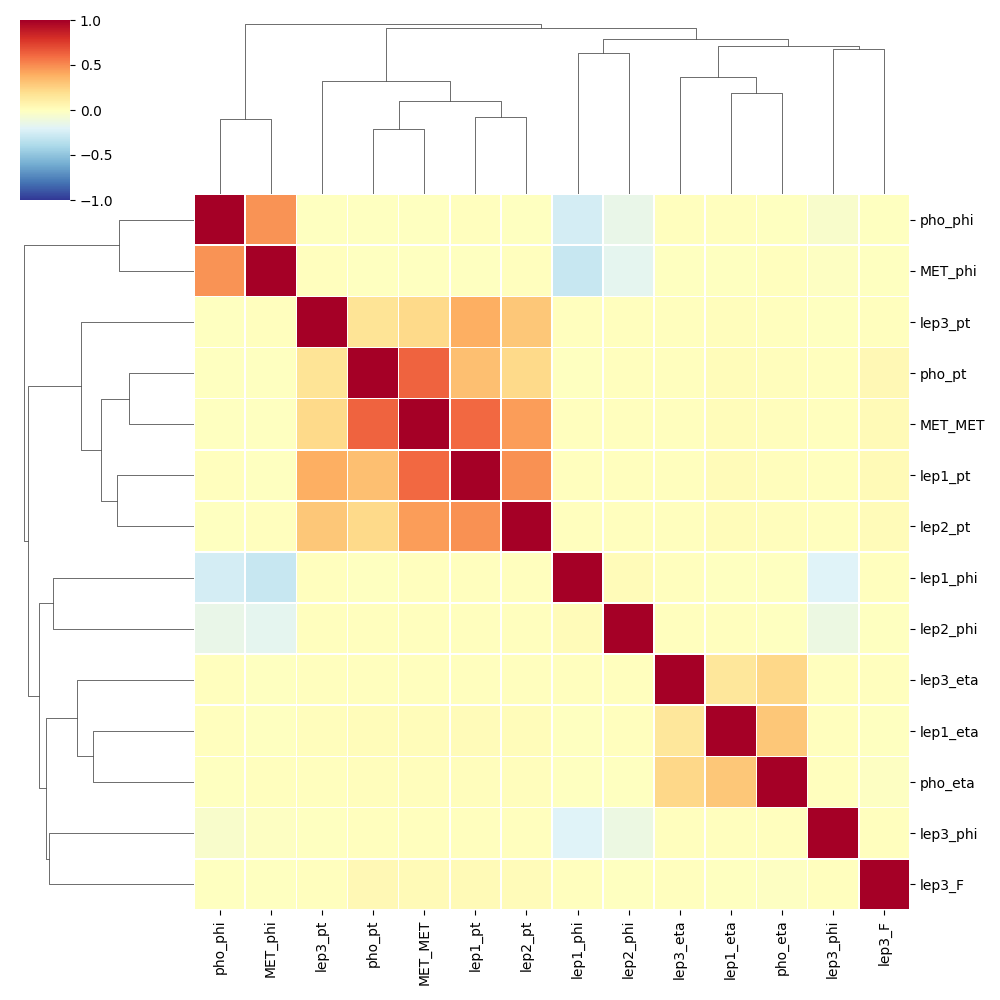 1.0
0.5
0.0
−0.5
−1.0
pho_phi
MET_phi
lep3_pt
pho_pt
MET_MET
lep1_pt
lep2_pt
lep1_phi
lep2_phi
lep3_eta
lep1_eta
pho_eta
lep3_phi
lep3_F
pho_phi
MET_phi
lep3_pt
pho_pt
MET_MET
lep1_pt
lep2_pt
lep1_phi
lep2_phi
lep3_eta
lep1_eta
pho_eta
lep3_phi
lep3_F